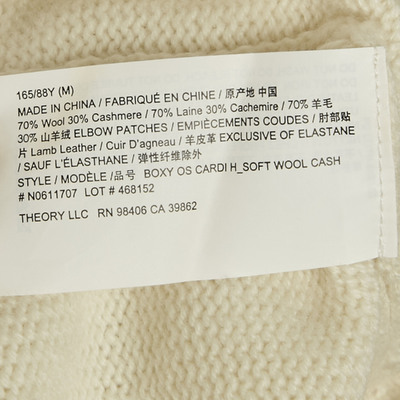 165/88Y (M)
MADE IN CHINA / FABRIQUÉ EN CHINE / 原产地 中国
70% Wool 30% Cashmere / 70% Laine 30% Cachemire / 70% 羊毛
30% 山羊绒 ELBOW PATCHES / EMPIÈCEMENTS COUDES / 肘部贴
片 Lamb Leather / Cuir D'agneau / 羊皮革 EXCLUSIVE OF ELASTANE
/ SAUF L'ÉLASTHANE / 弹性纤维除外
STYLE / MODÈLE /品号 BOXY OS CARDI H_SOFT WOOL CASH
# N0611707 LOT # 468152
THEORY LLC RN 98406 CA 39862